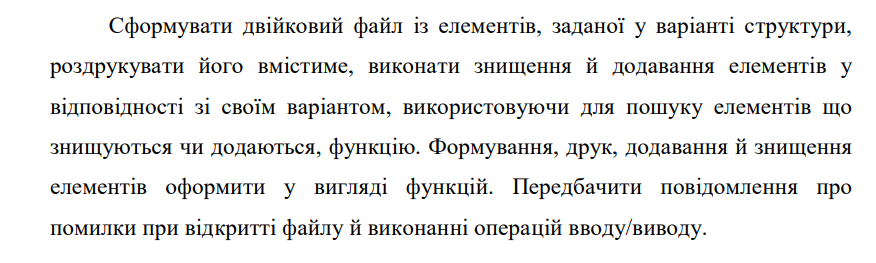 Сформувати двійковий файл із елементів, заданої у варіанті структури,
роздрукувати його вмістиме, виконати знищення й додавання елементів у
відповідності зі своїм варіантом, використовуючи для пошуку елементів що
знищуються чи додаються, функцію. Формування, друк, додавання й знищення
елементів оформити у вигляді функцій. Передбачити повідомлення про
помилки при відкритті файлу й виконанні операцій вводу/виводу.